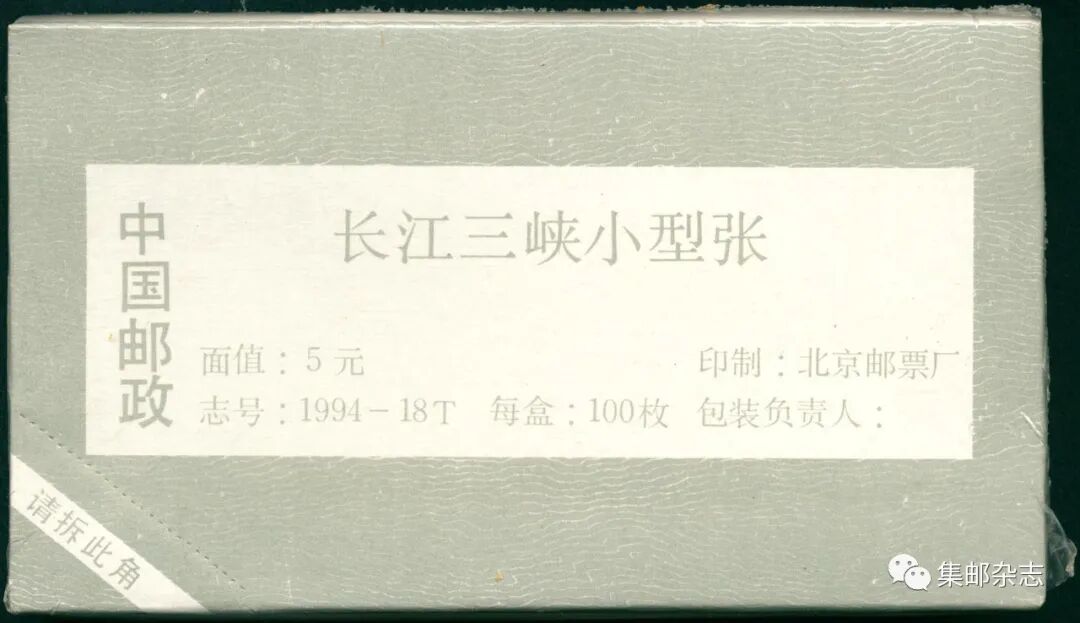 长江三峡小型张
中国邮政
面值：5元
印制：北京邮票厂
志号：1994－18T 每盒：100枚 包装负责人：
请拆此角
集邮杂志